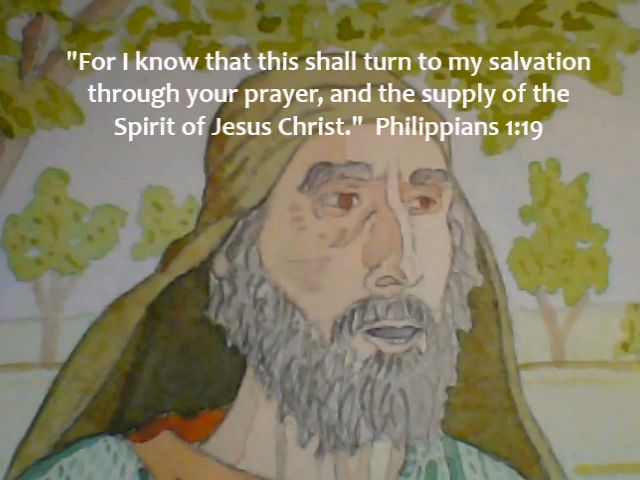 "For I know that this shall turn to my salvation
through your prayer, and the supply of the
Spirit of Jesus Christ."  Philippians 1:19